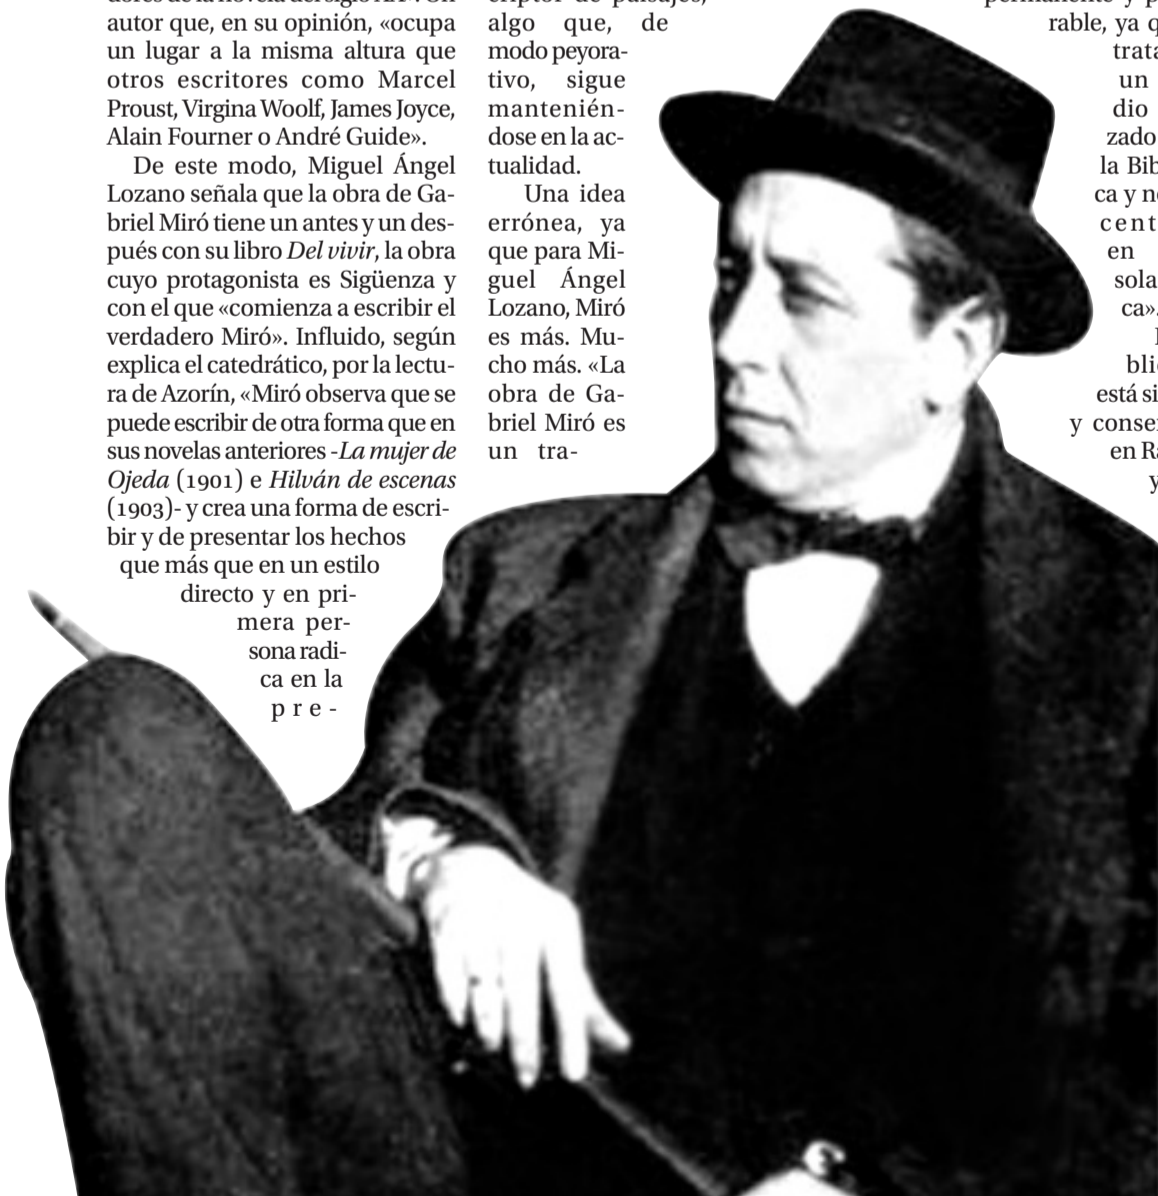 autor que, en su opinión, «ocupa
un lugar a la misma altura que
otros escritores como Marcel
Proust, Virgina Woolf, James Joyce,
Alain Fourner o André Guide».
De este modo, Miguel Ángel
Lozano señala que la obra de Ga-
briel Miró tiene un antes y un des-
pués con su libro Del vivir, la obra
cuyo protagonista es Sigüenza y
con el que «comienza a escribir el
verdadero Miró». Influido, según
explica el catedrático, por la lectu-
ra de Azorín, «Miró observa que se
puede escribir de otra forma que en
sus novelas anteriores -La mujer de
Ojeda (1901) e Hilván de escenas
(1903)- y crea una forma de escri-
bir y de presentar los hechos
que más que en un estilo
directo y en pri-
mera per-
sona radi-
ca en la
pre-
criptor de paisajes,
algo que, de
modo peyora-
tivo, sigue
mantenién-
dose en la ac-
tualidad.
Una idea
errónea, ya
que para Mi-
guel Ángel
Lozano, Miró
es más. Mu-
cho más. «La
obra de Ga-
briel Miró es
un tra-
rable, ya
un
dio
zado
la
ca y
en
sola
ca».
está
y
en
y